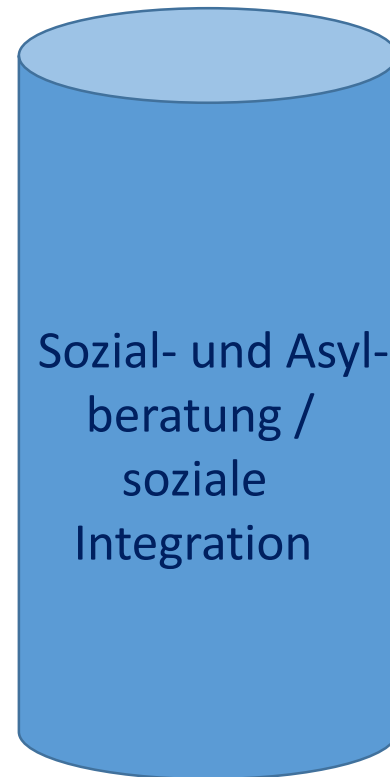 Sozial- und Asyl-
beratung /
soziale
Integration